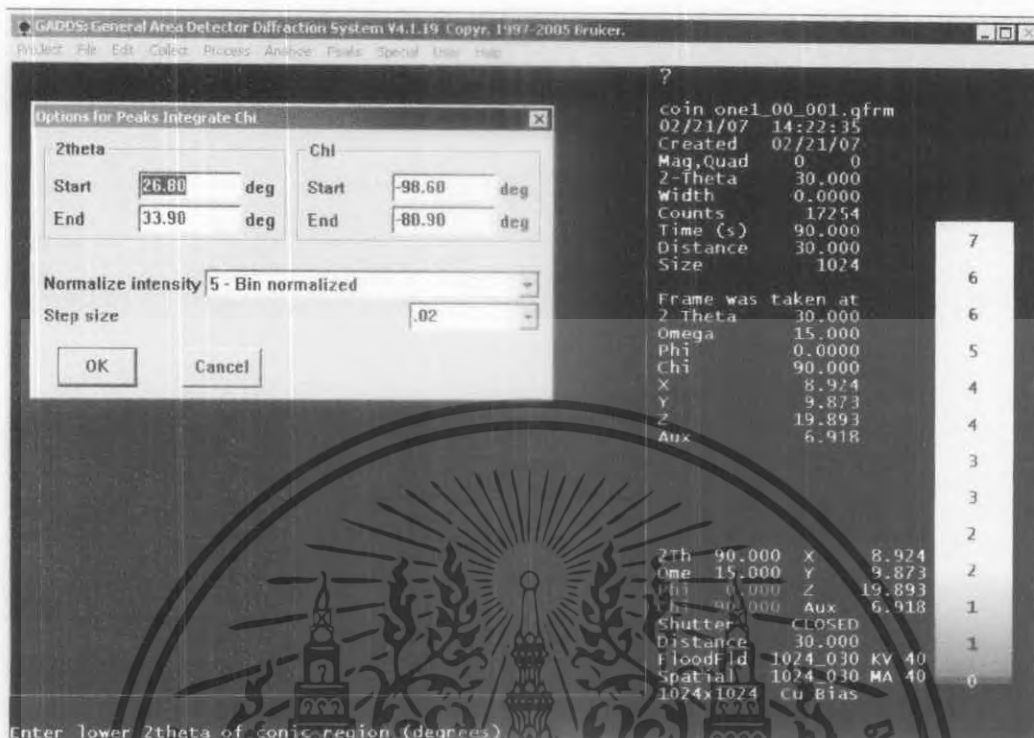 GADDS: General Area Detector Diffraction System V4.1.19 Copyr. 1997-2005 Bruker.
Project File Edit Collect Process Analyze Peaks Special User Help
Options for Peaks Integrate Chi
2theta
Start 26.80 deg
End 33.90 deg
Chi
Start -98.60 deg
End -80.90 deg
Normalize intensity 5 - Bin normalized
Step size .02
OK Cancel
?
coin one1_00_001.gfrm
02/21/07 14:22:35
Created 02/21/07
Mag,Quad 0 0
2-Theta 30.000
Width 0.0000
Counts 17254
Time (s) 90.000
Distance 30.000
Size 1024
Frame was taken at
2 Theta 30.000
Omega 15.000
Phi 0.0000
Chi 90.000
X 8.924
Y 9.873
Z 19.893
Aux 6.918
2Th 90.000 X 8.924
Ome 15.000 Y 9.873
Phi 0.000 Z 19.893
Chi 90.000 Aux 6.918
Shutter CLOSED
Distance 30.000
FloodFld 1024_030 KV 40
Spatial 1024_030 MA 40
1024x1024 Cu Bias
7
6
6
5
4
4
3
3
2
2
1
1
0
Enter lower 2theta of conic region (degrees)